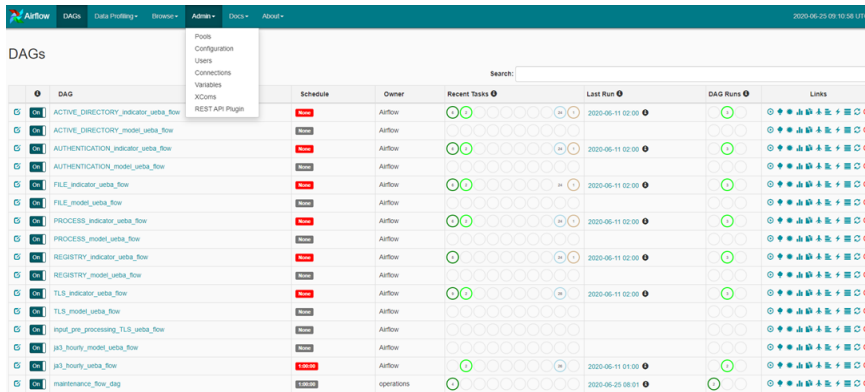 Airflow DAGs Data Profiling Browse Admin Docs About 2020-06-25 09:10:58 UTC
Pools
Configuration
Users
Connections
Variables
XComs
REST API Plugin
DAGs
Search:
DAG Schedule Owner Recent Tasks Last Run DAG Runs Links
On ACTIVE_DIRECTORY_indicator_ueba_flow None Airflow 2020-06-11 02:00
On ACTIVE_DIRECTORY_model_ueba_flow None Airflow
On AUTHENTICATION_indicator_ueba_flow None Airflow 2020-06-11 02:00
On AUTHENTICATION_model_ueba_flow None Airflow
On FILE_indicator_ueba_flow None Airflow 2020-06-11 02:00
On FILE_model_ueba_flow None Airflow
On PROCESS_indicator_ueba_flow None Airflow 2020-06-11 02:00
On PROCESS_model_ueba_flow None Airflow
On REGISTRY_indicator_ueba_flow None Airflow 2020-06-11 02:00
On REGISTRY_model_ueba_flow None Airflow
On TLS_indicator_ueba_flow None Airflow 2020-06-11 02:00
On TLS_model_ueba_flow None Airflow
On input_pre_processing_TLS_ueba_flow None Airflow
On ja3_hourly_model_ueba_flow None Airflow
On ja3_hourly_ueba_flow 1:00:00 Airflow 2020-06-11 01:00
On maintenance_flow_dag 1:00:00 operations 2020-06-25 08:01